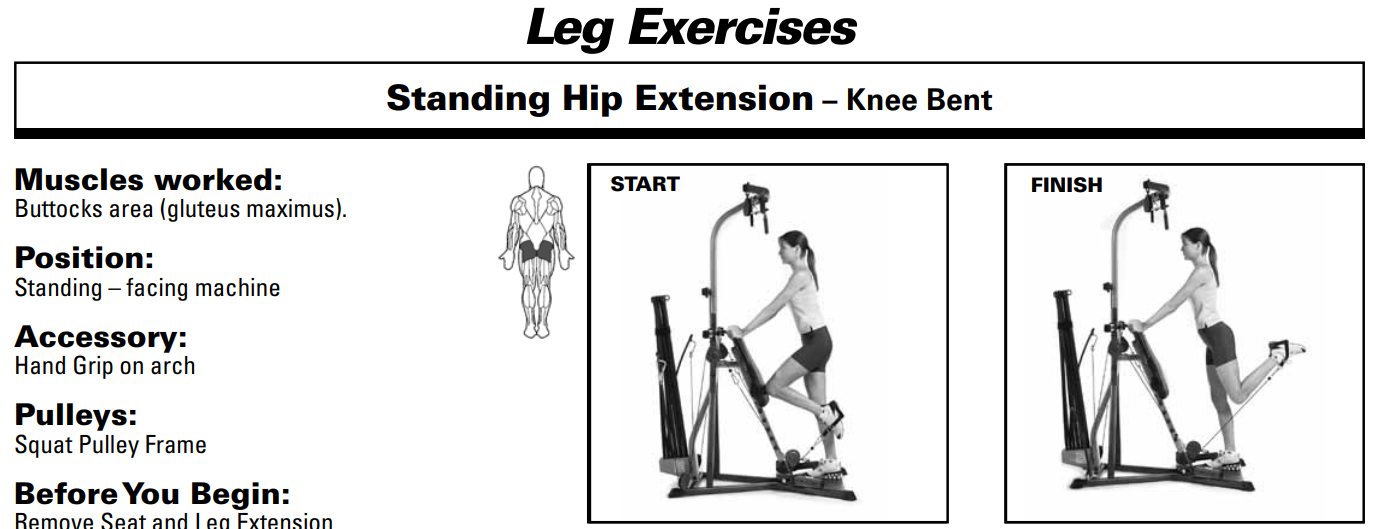 Leg Exercises
Standing Hip Extension – Knee Bent
Muscles worked:
Buttocks area (gluteus maximus).
Position:
Standing – facing machine
Accessory:
Hand Grip on arch
Pulleys:
Squat Pulley Frame
Before You Begin:
Remove Seat and Leg Extension
START
FINISH